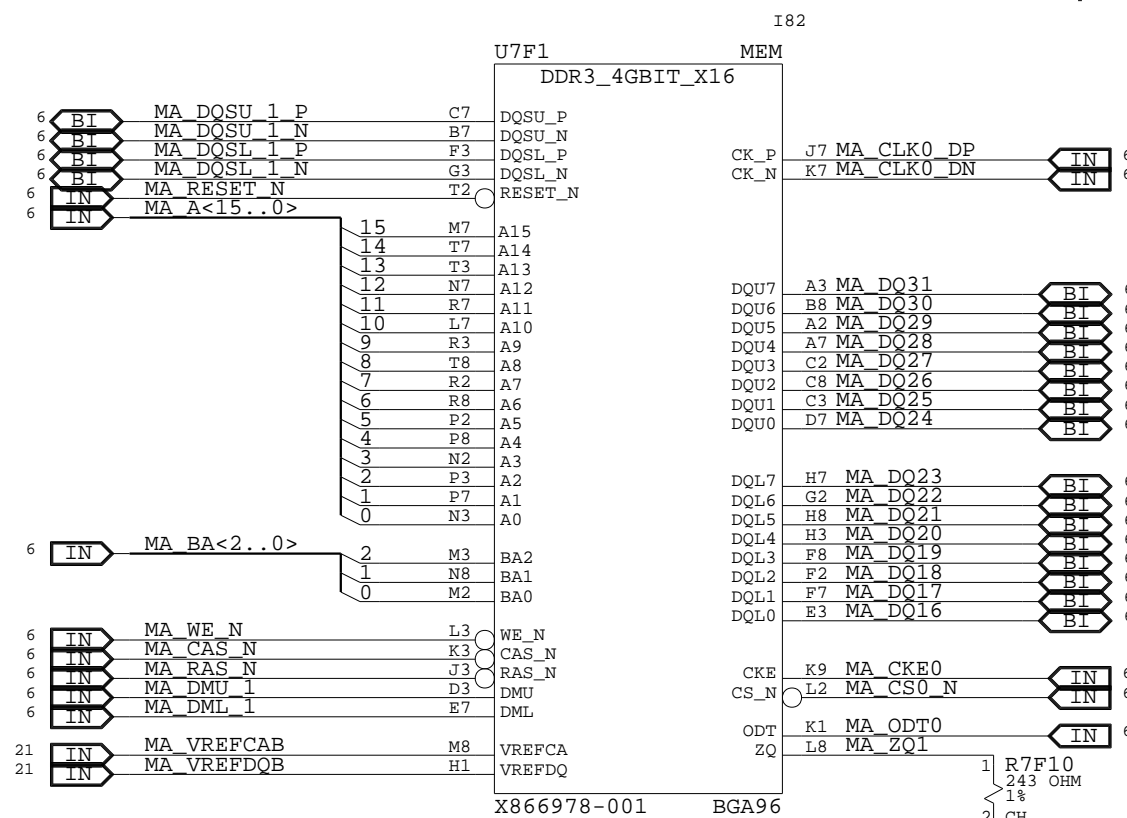 I82
U7F1 MEM
DDR3_4GBIT_X16
6 BI MA_DQSU_1_P C7 DQSU_P
6 BI MA_DQSU_1_N B7 DQSU_N
6 BI MA_DQSL_1_P F3 DQSL_P CK_P J7 MA_CLK0_DP IN 6
6 BI MA_DQSL_1_N G3 DQSL_N CK_N K7 MA_CLK0_DN IN 6
6 IN MA_RESET_N T2 RESET_N
6 IN MA_A<15..0>
15 M7 A15
14 T7 A14
13 T3 A13
12 N7 A12 DQU7 A3 MA_DQ31 BI 6
11 R7 A11 DQU6 B8 MA_DQ30 BI 6
10 L7 A10 DQU5 A2 MA_DQ29 BI 6
9 R3 A9 DQU4 A7 MA_DQ28 BI 6
8 T8 A8 DQU3 C2 MA_DQ27 BI 6
7 R2 A7 DQU2 C8 MA_DQ26 BI 6
6 R8 A6 DQU1 C3 MA_DQ25 BI 6
5 P2 A5 DQU0 D7 MA_DQ24 BI 6
4 P8 A4
3 N2 A3
2 P3 A2 DQL7 H7 MA_DQ23 BI 6
1 P7 A1 DQL6 G2 MA_DQ22 BI 6
0 N3 A0 DQL5 H8 MA_DQ21 BI 6
DQL4 H3 MA_DQ20 BI 6
6 IN MA_BA<2..0> 2 M3 BA2 DQL3 F8 MA_DQ19 BI 6
1 N8 BA1 DQL2 F2 MA_DQ18 BI 6
0 M2 BA0 DQL1 F7 MA_DQ17 BI 6
DQL0 E3 MA_DQ16 BI 6
6 IN MA_WE_N L3 WE_N
6 IN MA_CAS_N K3 CAS_N
6 IN MA_RAS_N J3 RAS_N CKE K9 MA_CKE0 IN 6
6 IN MA_DMU_1 D3 DMU CS_N L2 MA_CS0_N IN 6
6 IN MA_DML_1 E7 DML
ODT K1 MA_ODT0 IN 6
21 IN MA_VREFCAB M8 VREFCA ZQ L8 MA_ZQ1
21 IN MA_VREFDQB H1 VREFDQ
1 R7F10
243 OHM
1%
2 CH
X866978-001 BGA96